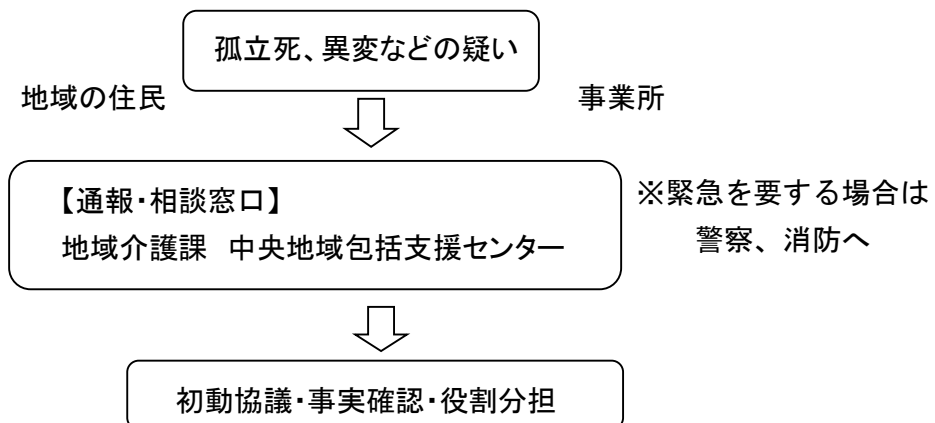 孤立死、異変などの疑い
地域の住民
事業所
【通報・相談窓口】
地域介護課　中央地域包括支援センター
※緊急を要する場合は
警察、消防へ
初動協議・事実確認・役割分担